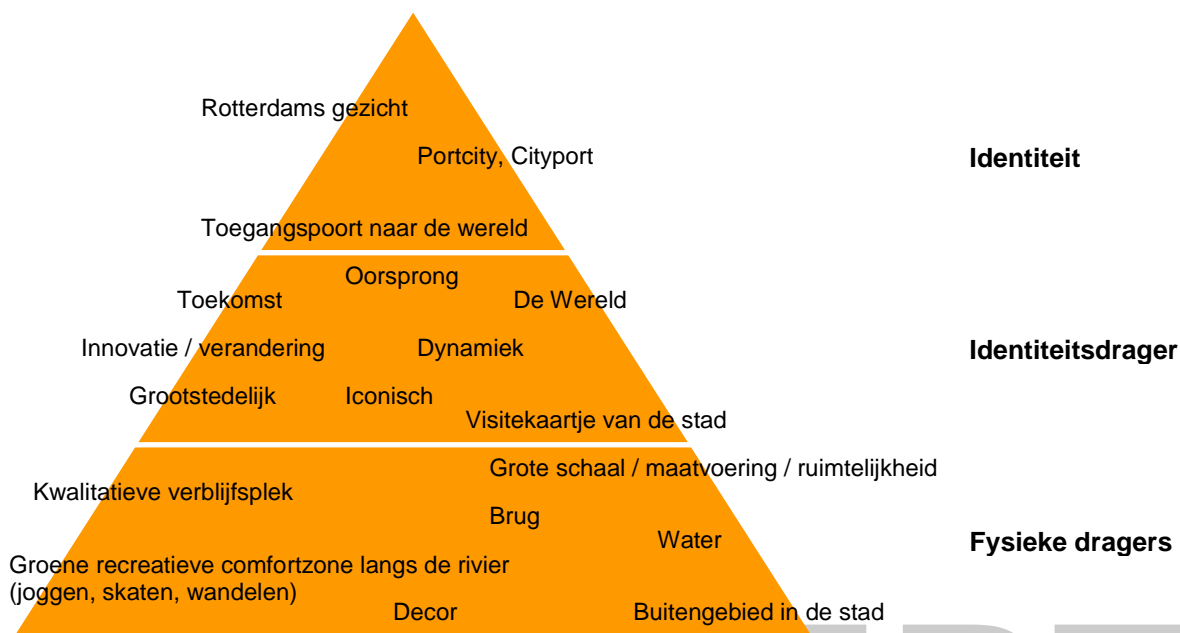 Rotterdams gezicht
Portcity, Cityport
Identiteit
Toegangspoort naar de wereld
Oorsprong
Toekomst
De Wereld
Innovatie / verandering
Dynamiek
Identiteitsdrager
Grootstedelijk
Iconisch
Visitekaartje van de stad
Grote schaal / maatvoering / ruimtelijkheid
Kwalitatieve verblijfsplek
Brug
Water
Fysieke dragers
Groene recreatieve comfortzone langs de rivier
(joggen, skaten, wandelen)
Decor
Buitengebied in de stad